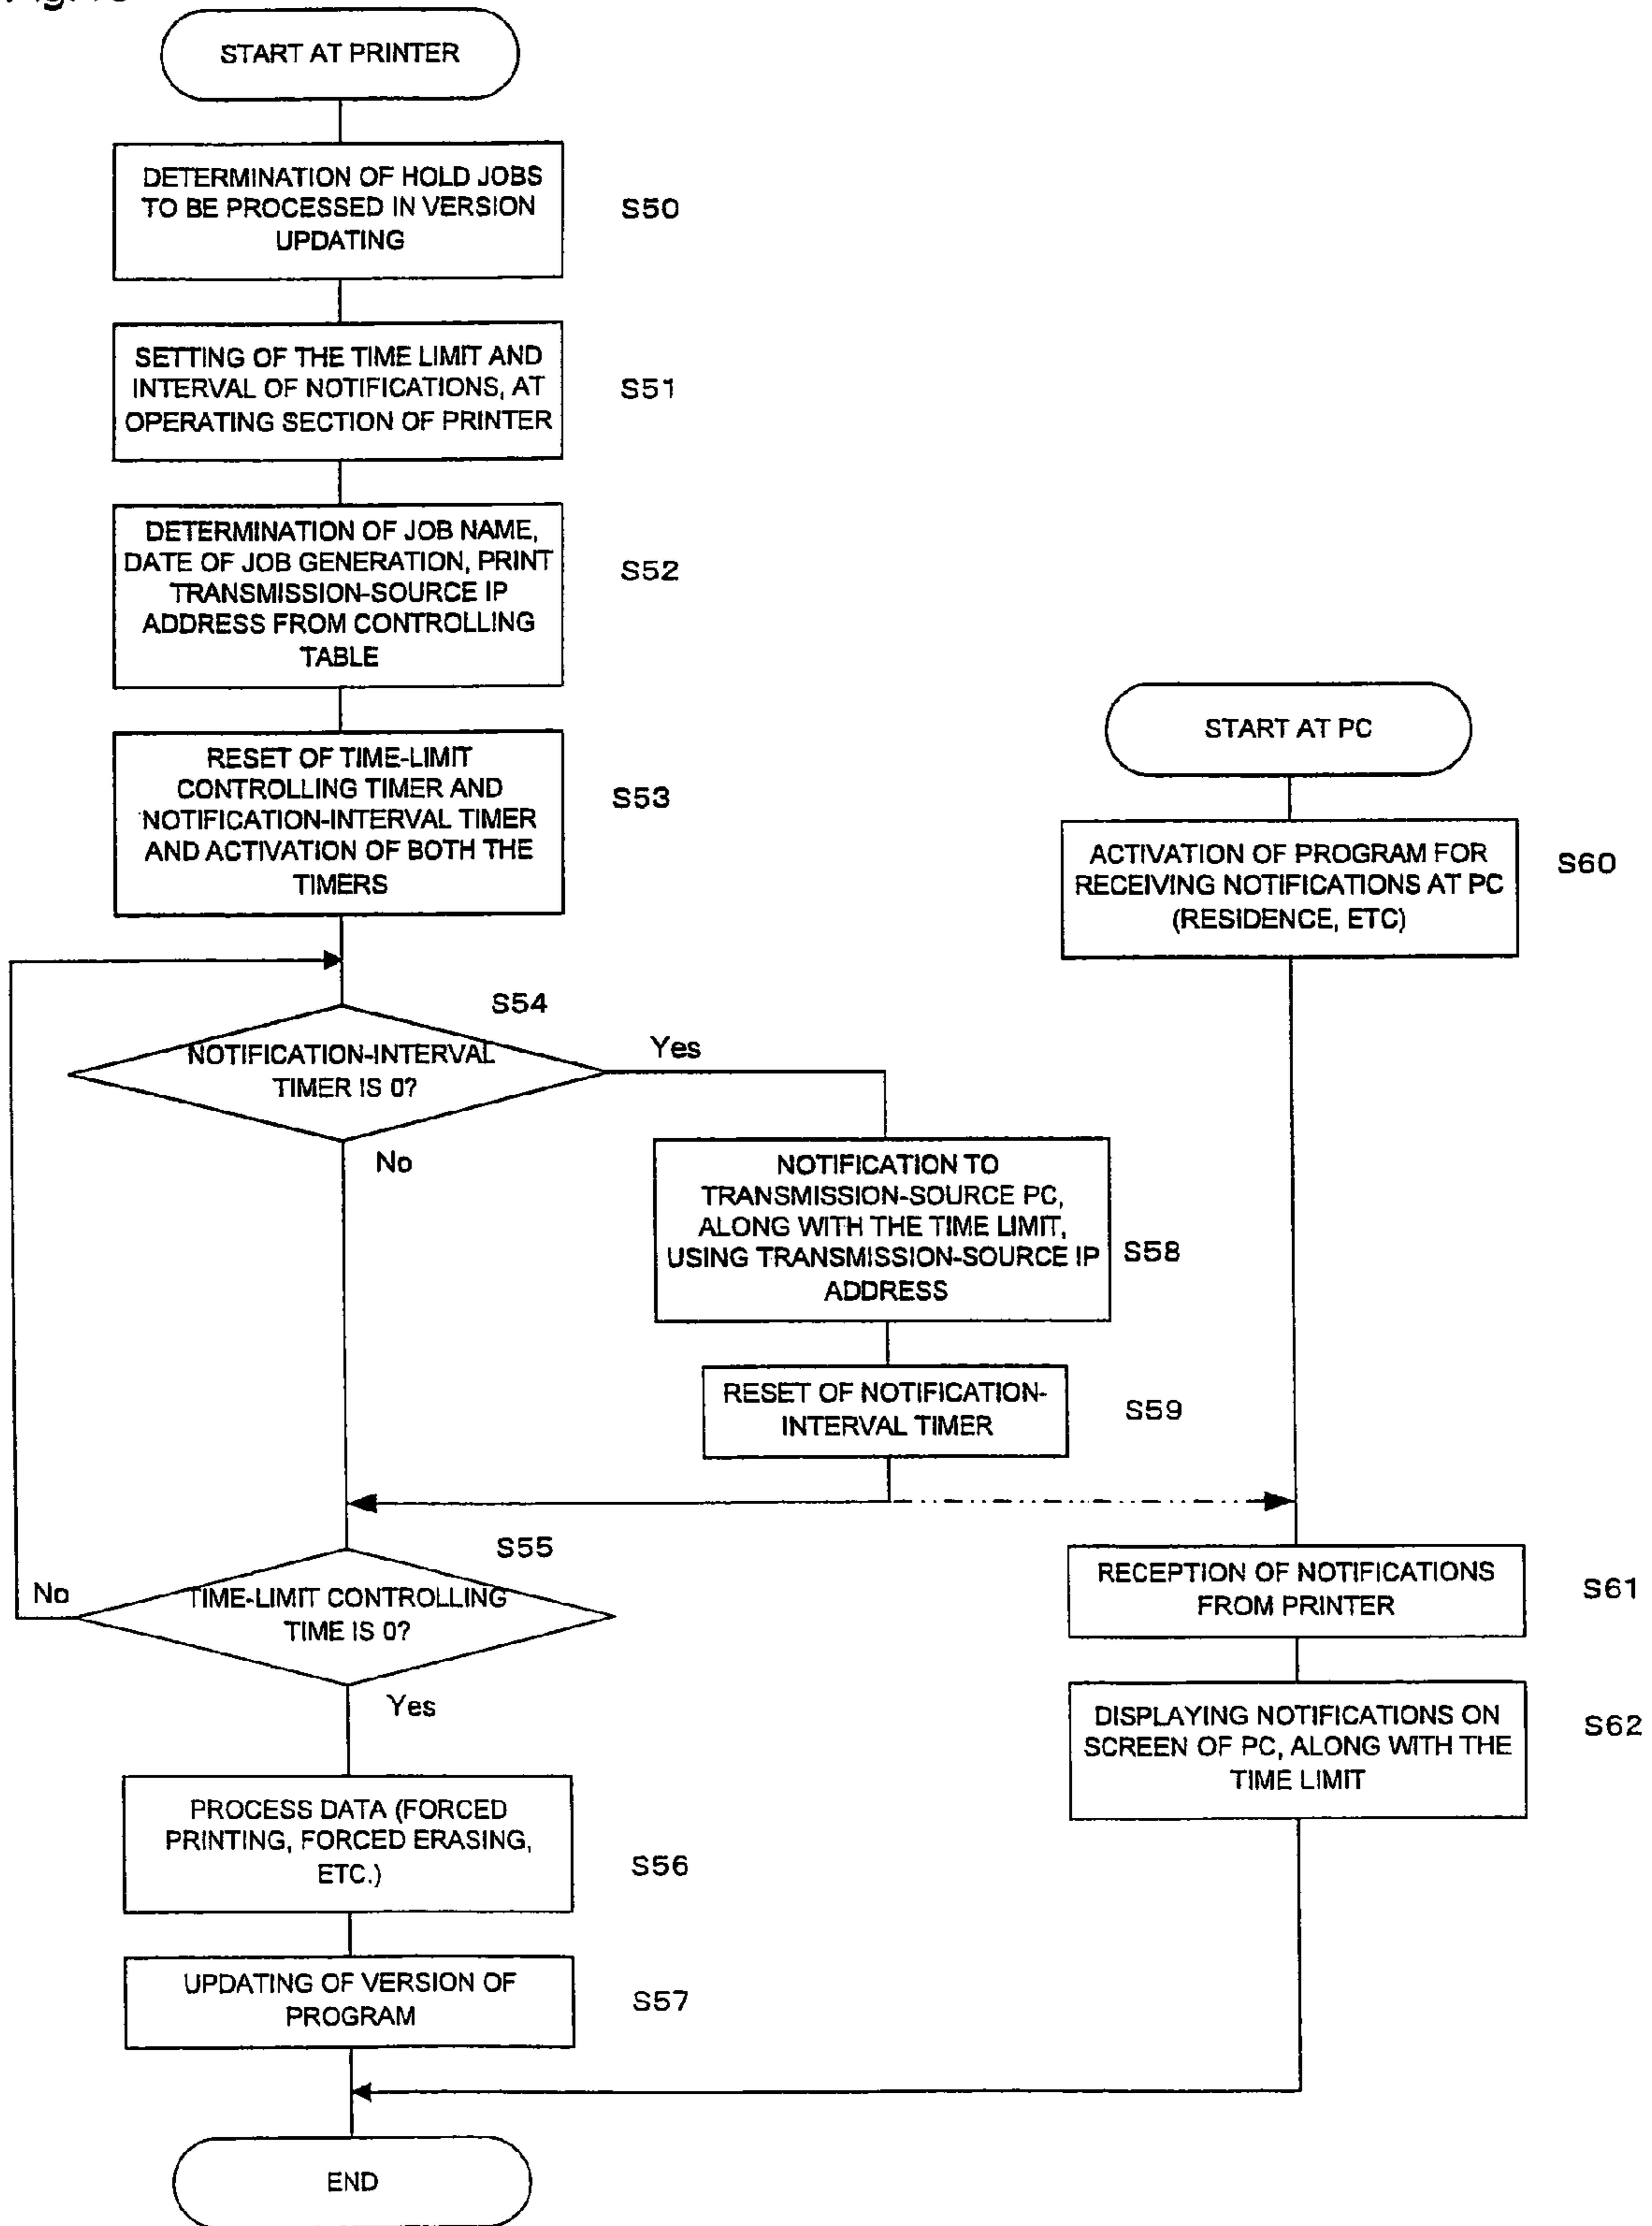 START AT PRINTER
DETERMINATION OF HOLD JOBS
TO BE PROCESSED IN VERSION
UPDATING
S50
SETTING OF THE TIME LIMIT AND
INTERVAL OF NOTIFICATIONS, AT
OPERATING SECTION OF PRINTER
S51
DETERMINATION OF JOB NAME,
DATE OF JOB GENERATION, PRINT
TRANSMISSION-SOURCE IP
ADDRESS FROM CONTROLLING
TABLE
S52
RESET OF TIME-LIMIT
CONTROLLING TIMER AND
NOTIFICATION-INTERVAL TIMER
AND ACTIVATION OF BOTH THE
TIMERS
S53
START AT PC
ACTIVATION OF PROGRAM FOR
RECEIVING NOTIFICATIONS AT PC
(RESIDENCE, ETC)
S60
S54
NOTIFICATION-INTERVAL
TIMER IS 0?
Yes
No
NOTIFICATION TO
TRANSMISSION-SOURCE PC,
ALONG WITH THE TIME LIMIT,
USING TRANSMISSION-SOURCE IP
ADDRESS
S58
RESET OF NOTIFICATION-
INTERVAL TIMER
S59
S55
TIME-LIMIT CONTROLLING
TIME IS 0?
No
Yes
RECEPTION OF NOTIFICATIONS
FROM PRINTER
S61
DISPLAYING NOTIFICATIONS ON
SCREEN OF PC, ALONG WITH THE
TIME LIMIT
S62
PROCESS DATA (FORCED
PRINTING, FORCED ERASING,
ETC.)
S56
UPDATING OF VERSION OF
PROGRAM
S57
END